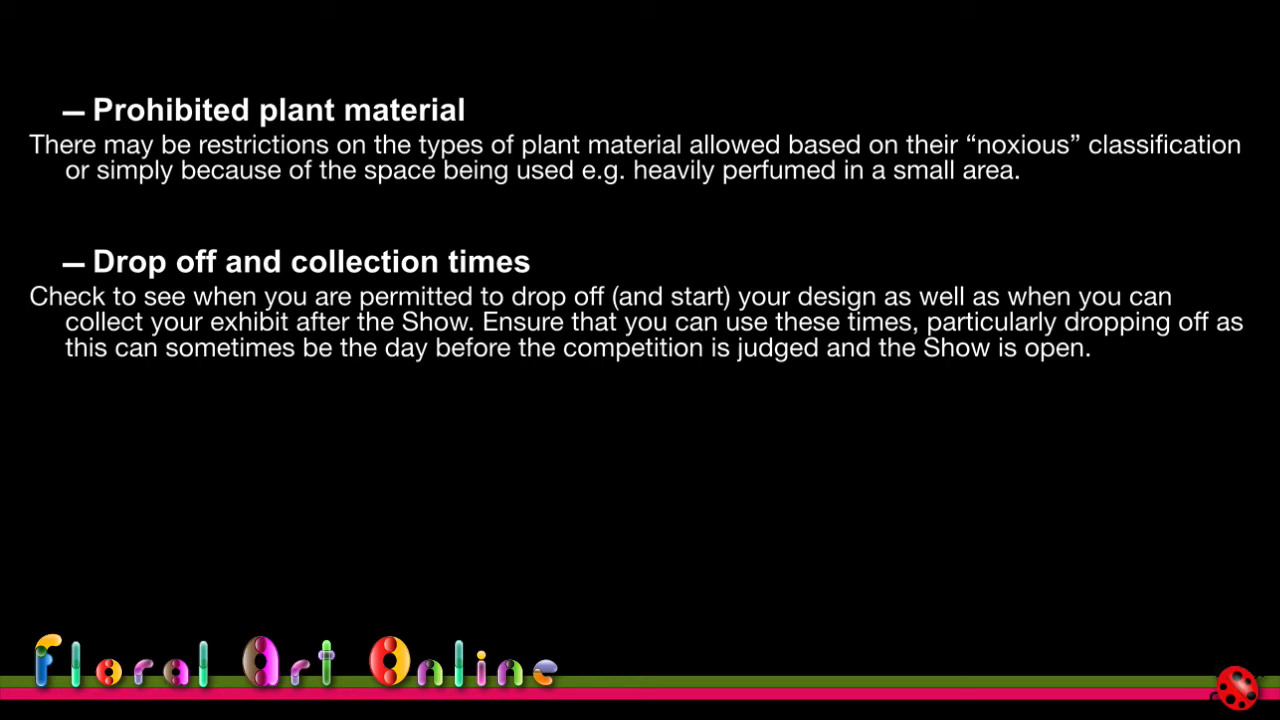 – Prohibited plant material
There may be restrictions on the types of plant material allowed based on their “noxious” classification
or simply because of the space being used e.g. heavily perfumed in a small area.
– Drop off and collection times
Check to see when you are permitted to drop off (and start) your design as well as when you can
collect your exhibit after the Show. Ensure that you can use these times, particularly dropping off as
this can sometimes be the day before the competition is judged and the Show is open.
Floral Art Online